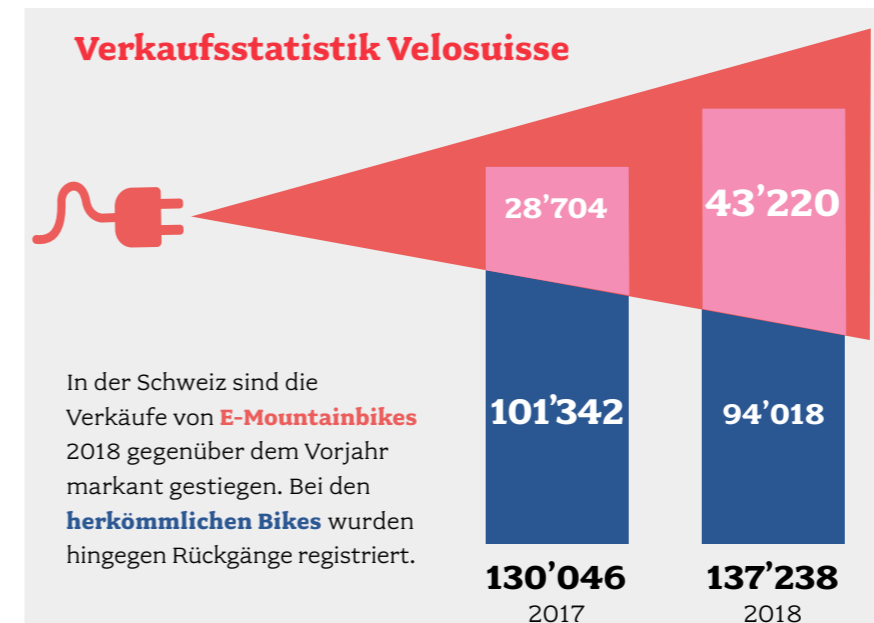 Verkaufsstatistik Velosuisse
28’704
43’220
101’342
94’018
In der Schweiz sind die
Verkäufe von E-Mountainbikes
2018 gegenüber dem Vorjahr
markant gestiegen. Bei den
herkömmlichen Bikes wurden
hingegen Rückgänge registriert.
130’046
137’238
2017
2018